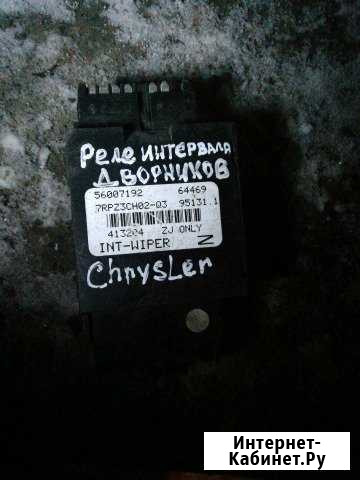 Реле интервала
Дворников
56007192 64469
7RPZ3CH02-03 95131.1
413204 ZJ ONLY
INT-WIPER Z
Chrysler
Интернет-
Кабинет.Ру